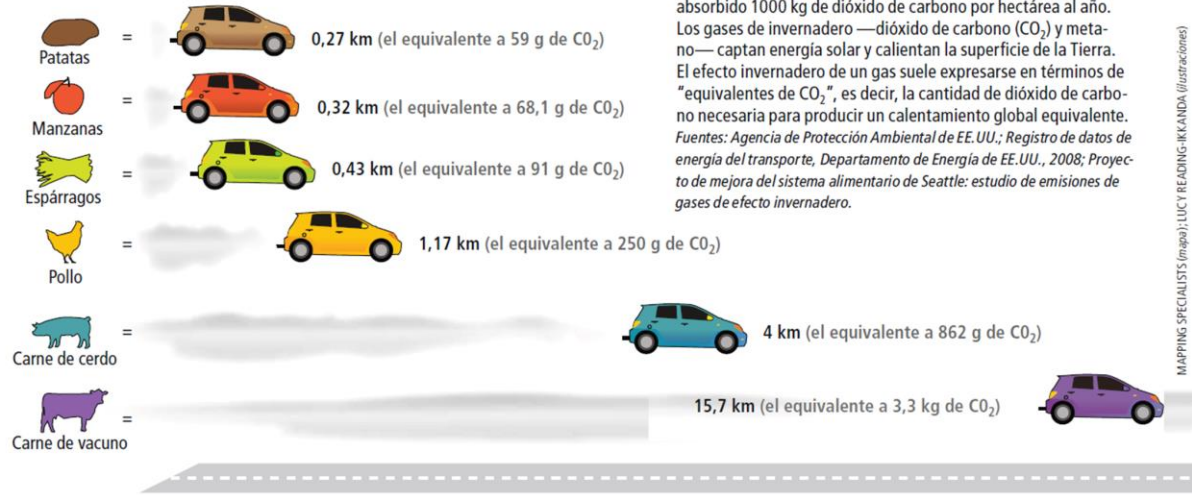 absorbido 1000 kg de dióxido de carbono por hectárea al año.
Los gases de invernadero —dióxido de carbono (CO₂) y meta-
no— captan energía solar y calientan la superficie de la Tierra.
El efecto invernadero de un gas suele expresarse en términos de
"equivalentes de CO₂", es decir, la cantidad de dióxido de carbo-
no necesaria para producir un calentamiento global equivalente.
Fuentes: Agencia de Protección Ambiental de EE.UU.; Registro de datos de
energía del transporte, Departamento de Energía de EE.UU., 2008; Proyec-
to de mejora del sistema alimentario de Seattle: estudio de emisiones de
gases de efecto invernadero.
Patatas
=
0,27 km (el equivalente a 59 g de C0₂)
Manzanas
=
0,32 km (el equivalente a 68,1 g de C0₂)
Espárragos
=
0,43 km (el equivalente a 91 g de C0₂)
Pollo
=
1,17 km (el equivalente a 250 g de C0₂)
Carne de cerdo
=
4 km (el equivalente a 862 g de C0₂)
Carne de vacuno
=
15,7 km (el equivalente a 3,3 kg de C0₂)
MAPPING SPECIALISTS (mapa); LUCY READING-IKKANDA (ilustraciones)